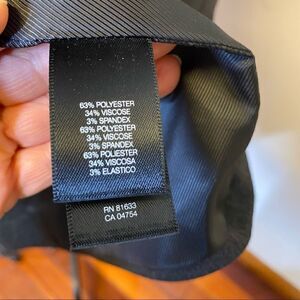 63% POLYESTER
34% VISCOSE
3% SPANDEX
63% POLYESTER
34% VISCOSE
3% SPANDEX
63% POLIESTER
34% VISCOSA
3% ELASTICO
RN 81633
CA 04754